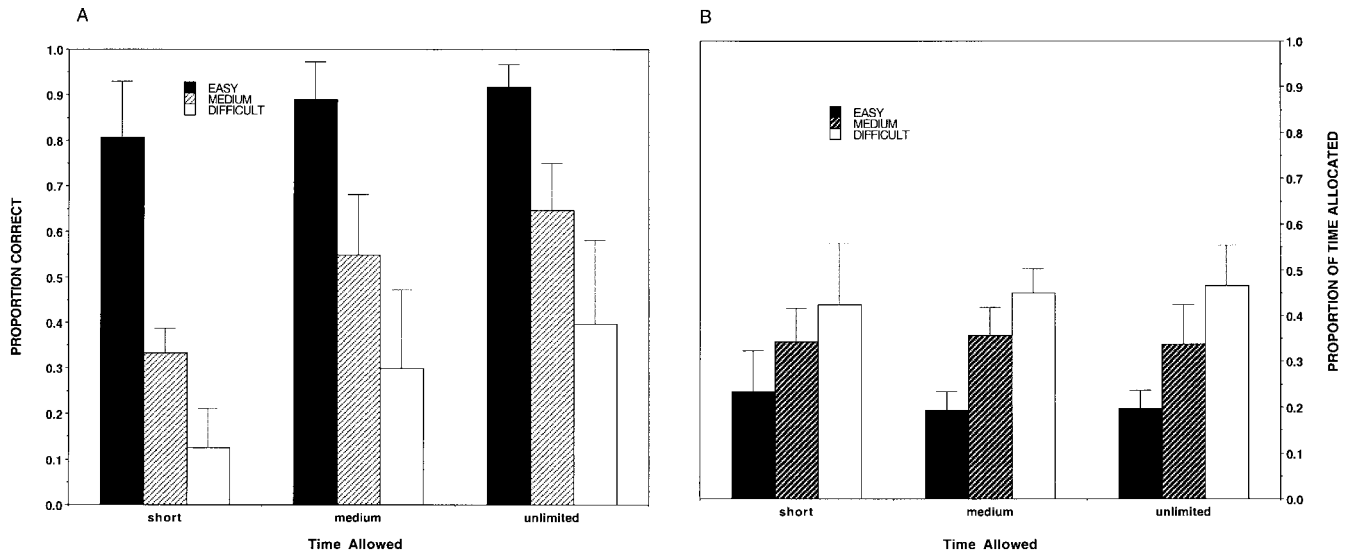 A
PROPORTION CORRECT
1.0
0.9
0.8
0.7
0.6
0.5
0.4
0.3
0.2
0.1
0.0
EASY
MEDIUM
DIFFICULT
short medium unlimited
Time Allowed
B
EASY
MEDIUM
DIFFICULT
1.0
0.9
0.8
0.7
0.6
0.5
0.4
0.3
0.2
0.1
0.0
PROPORTION OF TIME ALLOCATED
short medium unlimited
Time Allowed